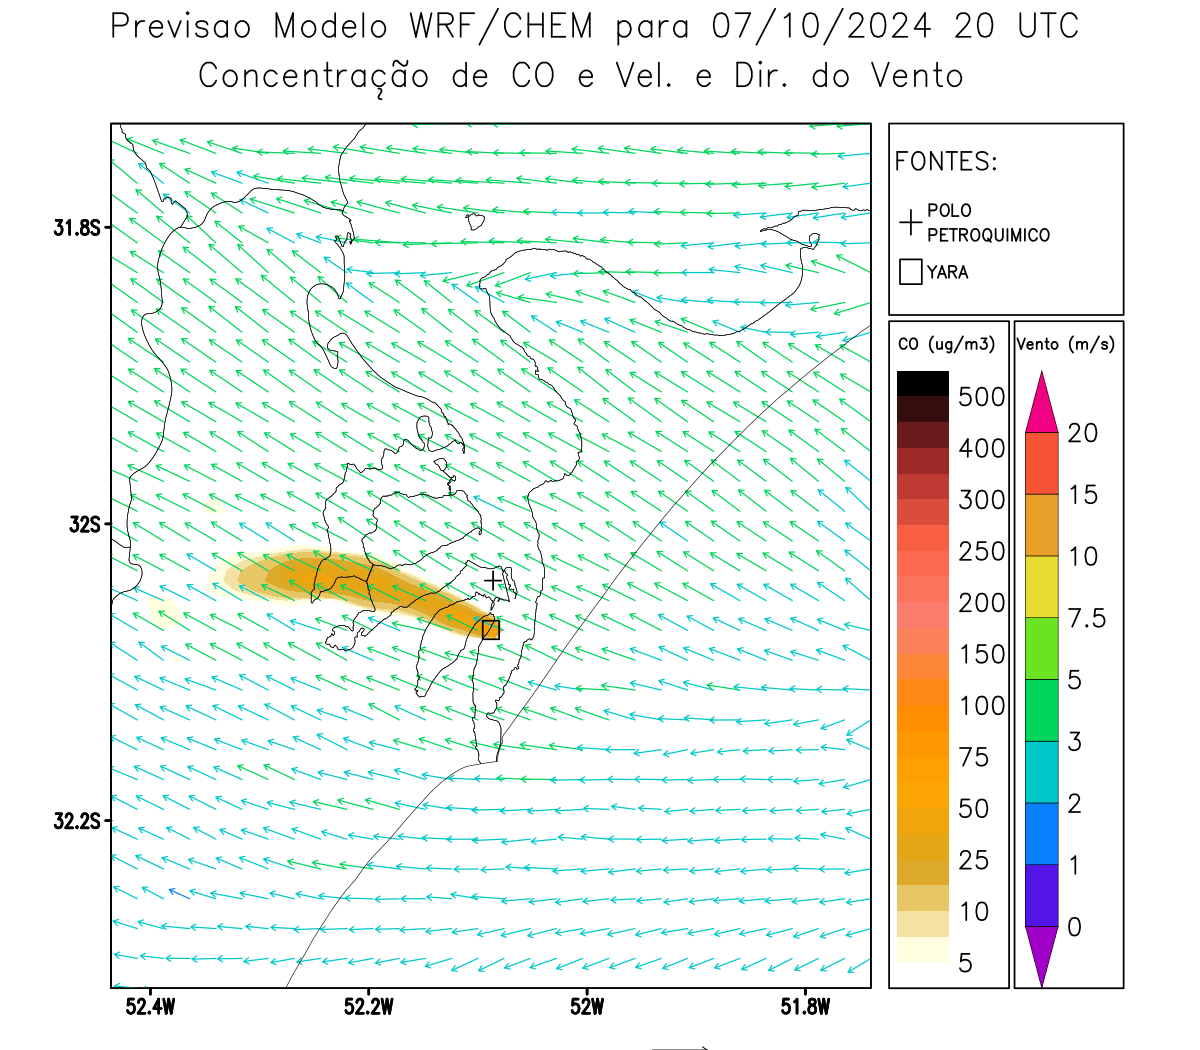 Previsao Modelo WRF/CHEM para 07/10/2024 20 UTC
Concentração de CO e Vel. e Dir. do Vento
FONTES:
POLO
PETROQUIMICO
YARA
31.8S
32S
32.2S
52.4W 52.2W 52W 51.8W
CO (ug/m3)
500
400
300
250
200
150
100
75
50
25
10
5
Vento (m/s)
20
15
10
7.5
5
3
2
1
0